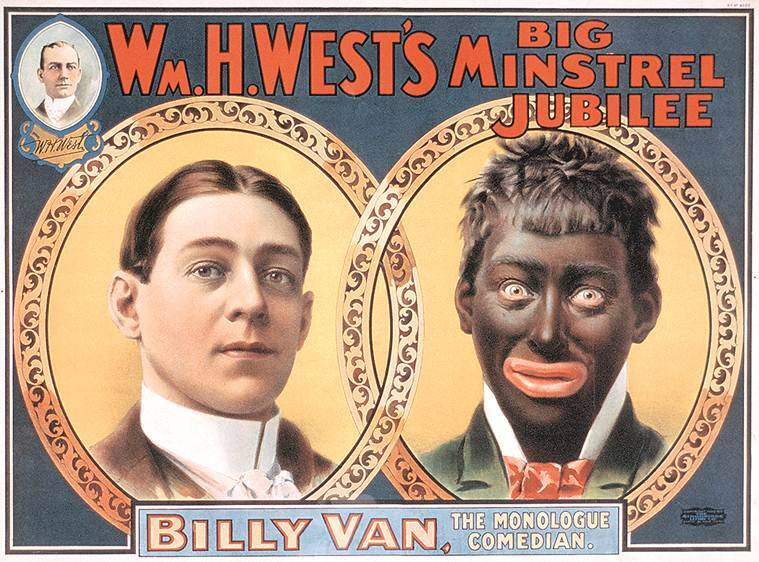 WM. H. WEST'S
BIG
MINSTREL
JUBILEE
W.H. West.
BILLY VAN,
THE MONOLOGUE
COMEDIAN.